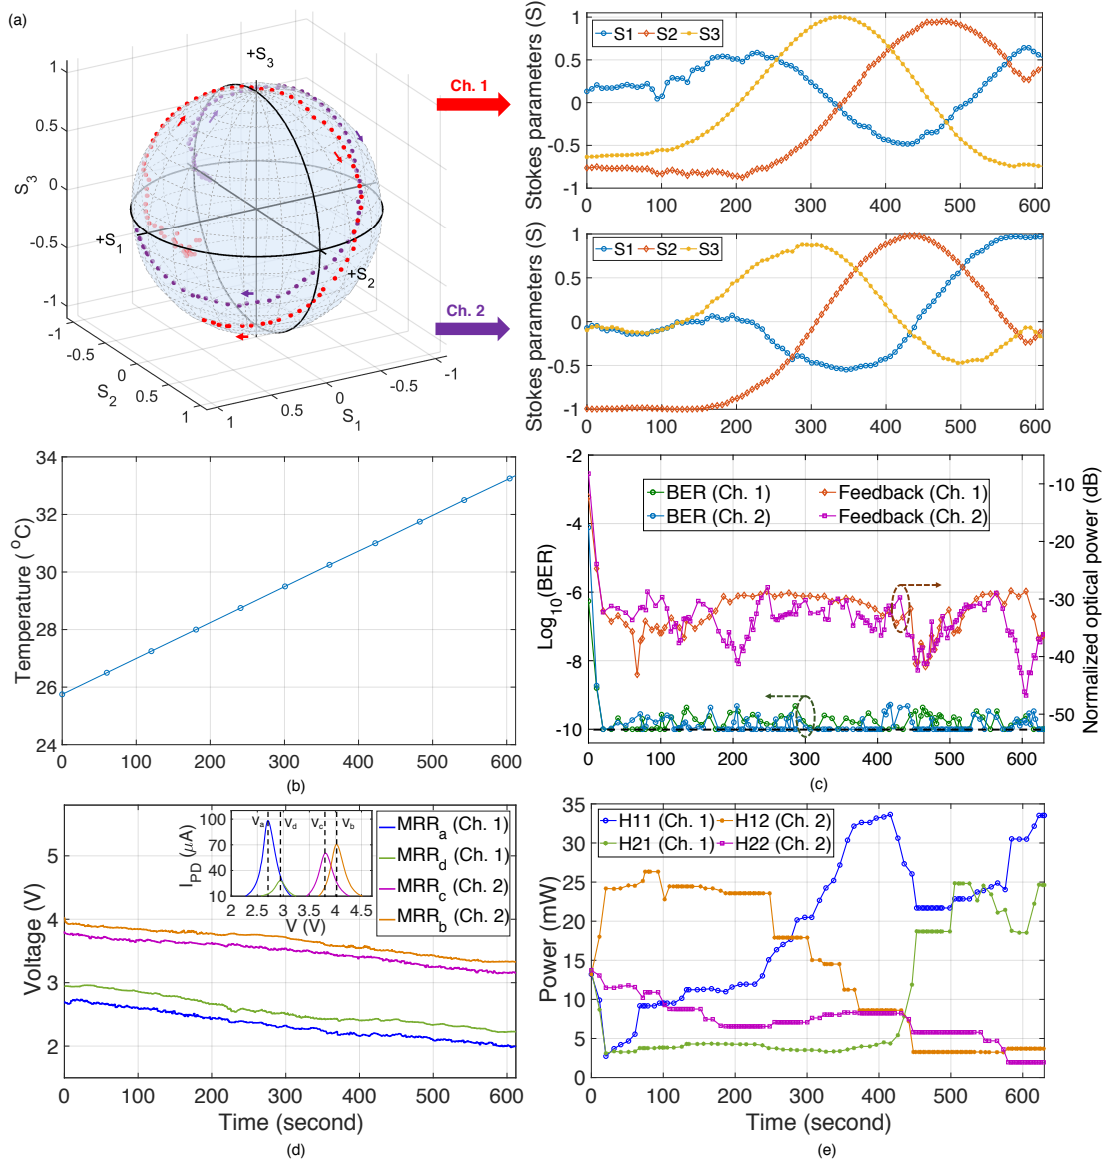 (a)
+S3
1
0.5
0
-0.5
-1
S3
+S1
+S2
-1
-0.5
0
0.5
1
S2
1
0.5
0
-0.5
-1
S1
Ch. 1
Ch. 2
Stokes parameters (S)
1
0.5
0
-0.5
-1
S1 S2 S3
0 100 200 300 400 500 600
Stokes parameters (S)
1
0.5
0
-0.5
-1
S1 S2 S3
0 100 200 300 400 500 600
Temperature ( °C)
34
32
30
28
26
24
0 100 200 300 400 500 600
(b)
Log10(BER)
-2
-4
-6
-8
-10
BER (Ch. 1) Feedback (Ch. 1)
BER (Ch. 2) Feedback (Ch. 2)
-10
-20
-30
-40
-50
Normalized optical power (dB)
0 100 200 300 400 500 600
(c)
Voltage (V)
5
4
3
2
IPD (μA)
100
70
40
10
Va Vd Vc Vb
2 2.5 3 3.5 4 4.5
V (V)
MRRa (Ch. 1)
MRRd (Ch. 1)
MRRc (Ch. 2)
MRRb (Ch. 2)
0 100 200 300 400 500 600
Time (second)
(d)
Power (mW)
35
30
25
20
15
10
5
0
H11 (Ch. 1) H12 (Ch. 2)
H21 (Ch. 1) H22 (Ch. 2)
0 100 200 300 400 500 600
Time (second)
(e)